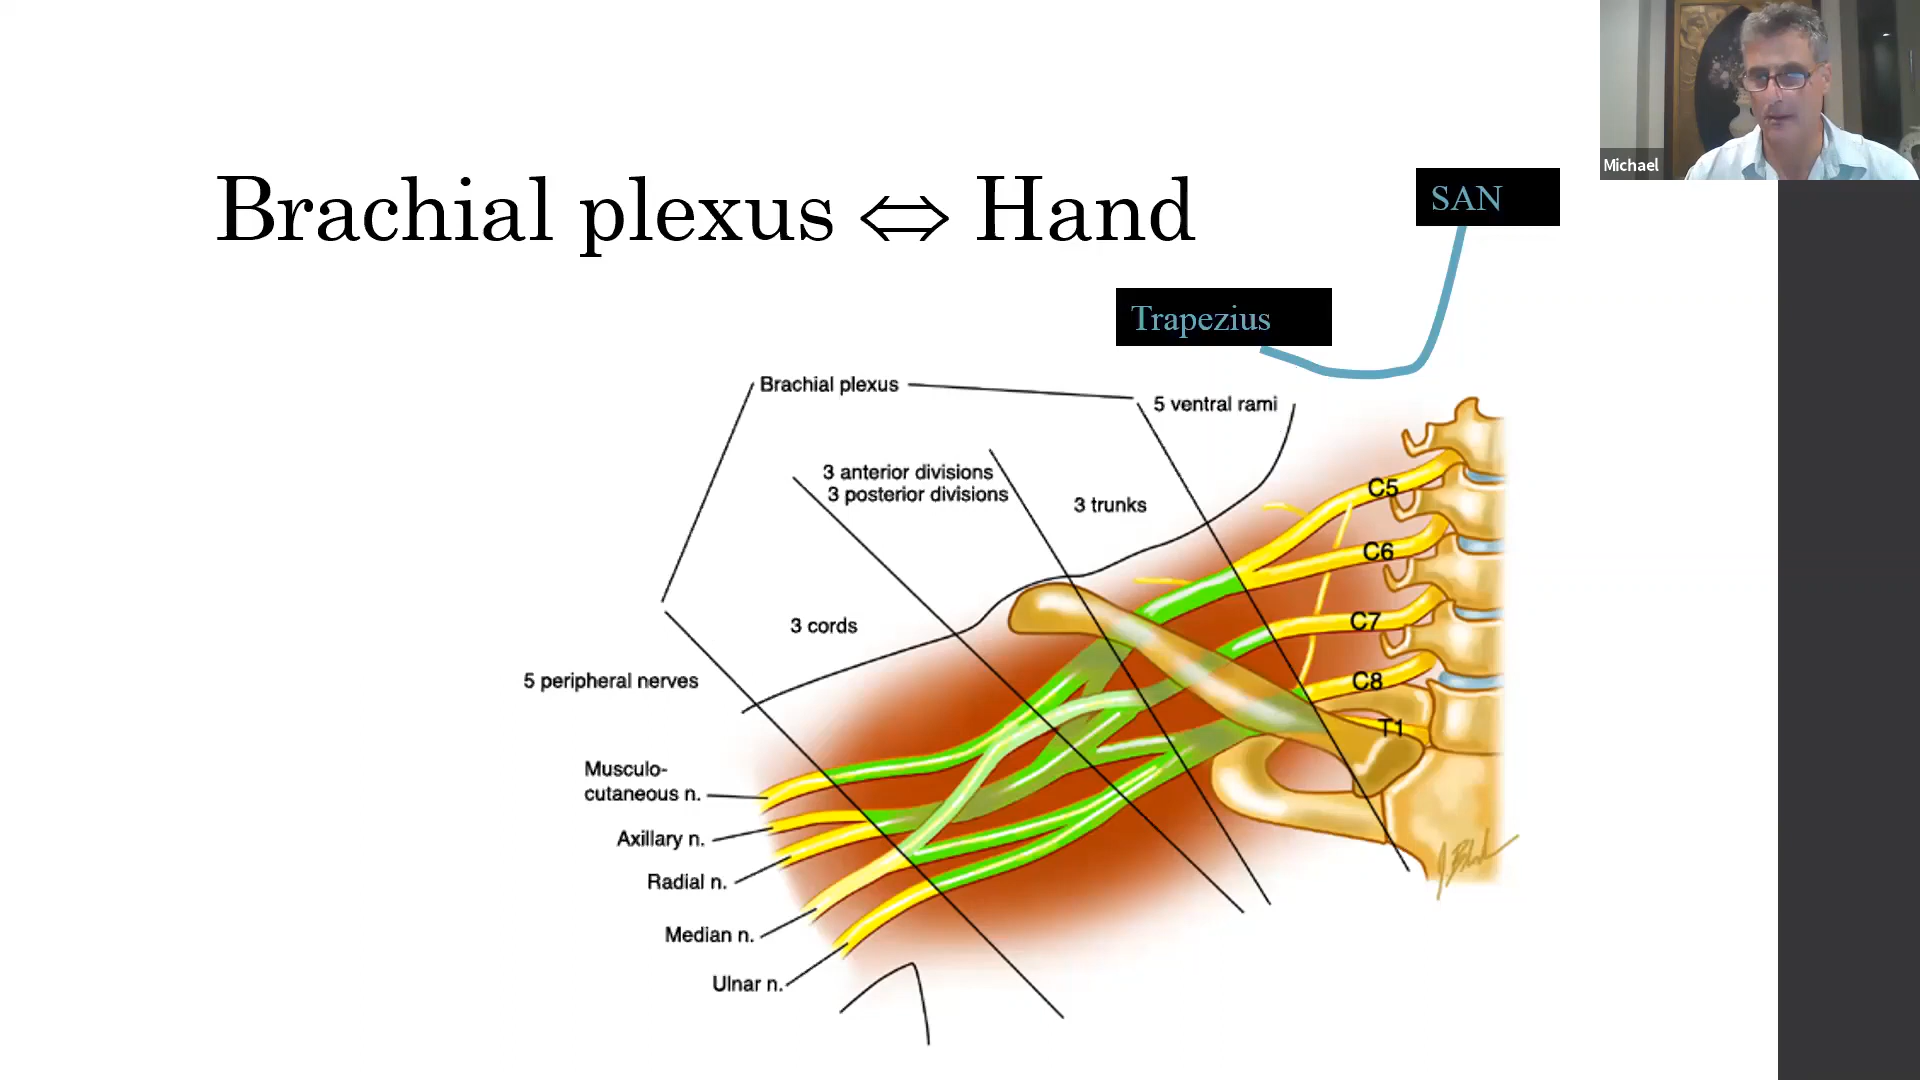 Michael
Brachial plexus ⇔ Hand
SAN
Trapezius
Brachial plexus
5 ventral rami
3 anterior divisions
3 posterior divisions
3 trunks
C5
C6
C7
C8
T1
3 cords
5 peripheral nerves
Musculo-
cutaneous n.
Axillary n.
Radial n.
Median n.
Ulnar n.